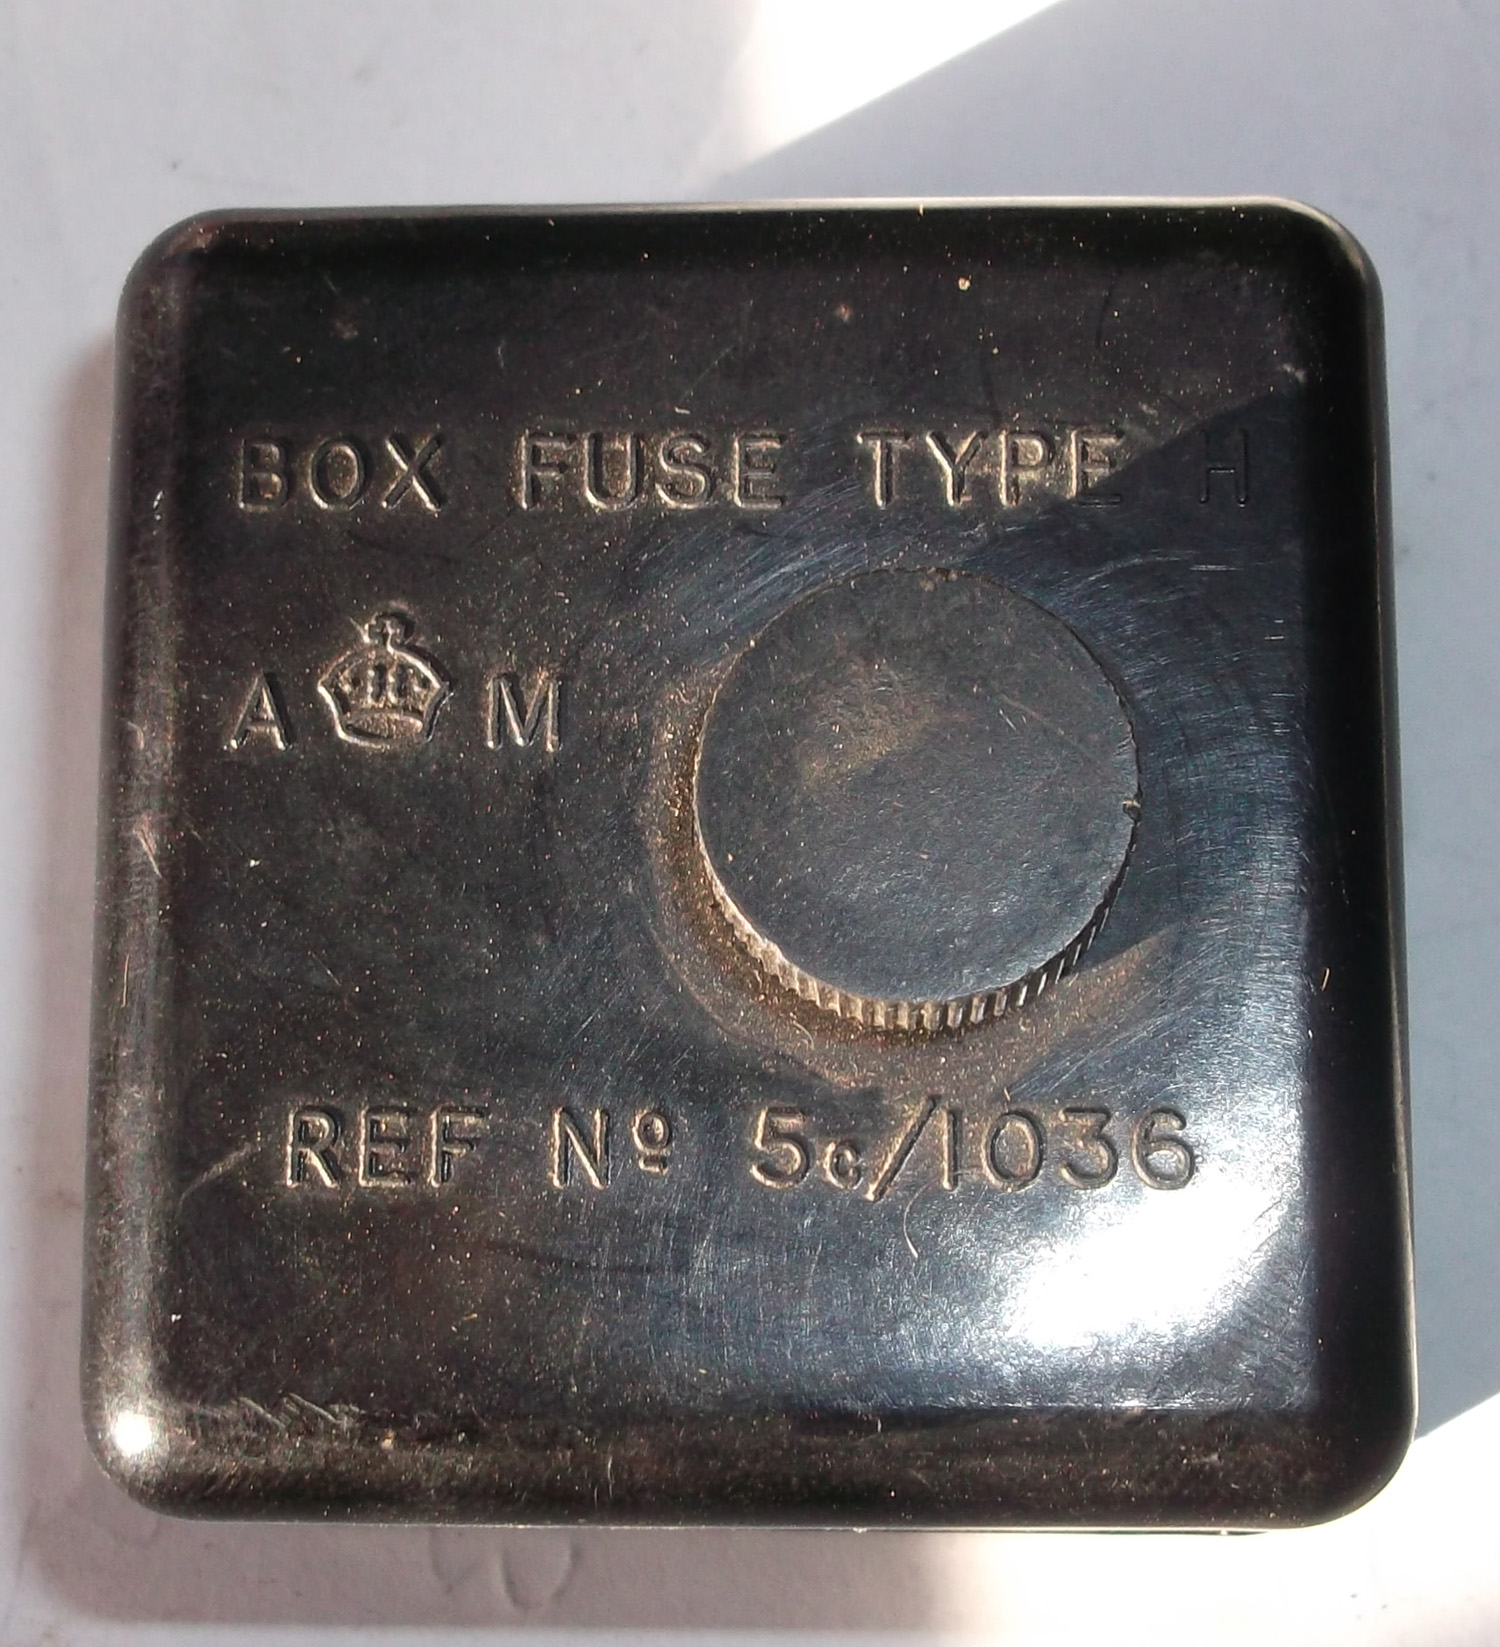 BOX FUSE TYPE H
A M
REF Nº 5c/1036